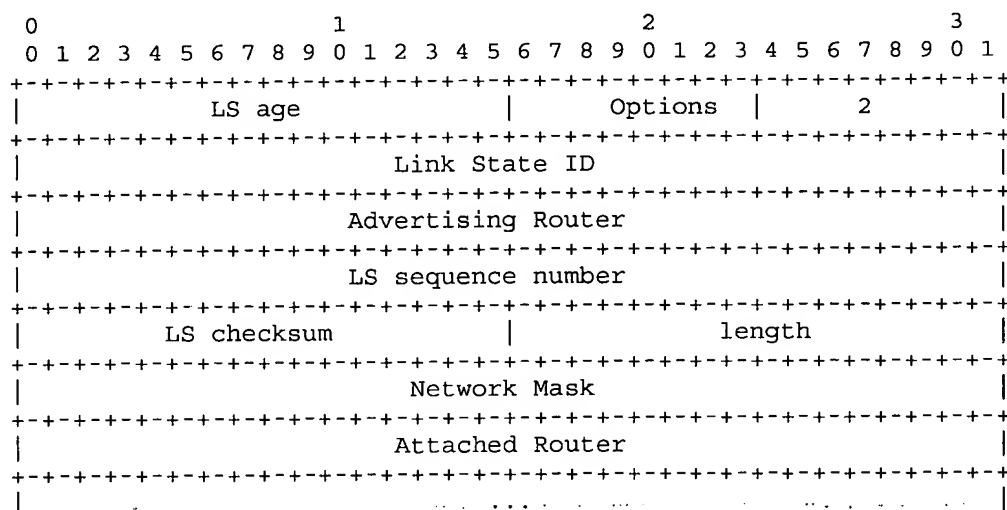 0                   1                   2                   3
0 1 2 3 4 5 6 7 8 9 0 1 2 3 4 5 6 7 8 9 0 1 2 3 4 5 6 7 8 9 0 1
+-+-+-+-+-+-+-+-+-+-+-+-+-+-+-+-+-+-+-+-+-+-+-+-+-+-+-+-+-+-+-+-+
| LS age | Options | 2 |
+-+-+-+-+-+-+-+-+-+-+-+-+-+-+-+-+-+-+-+-+-+-+-+-+-+-+-+-+-+-+-+-+
| Link State ID |
+-+-+-+-+-+-+-+-+-+-+-+-+-+-+-+-+-+-+-+-+-+-+-+-+-+-+-+-+-+-+-+-+
| Advertising Router |
+-+-+-+-+-+-+-+-+-+-+-+-+-+-+-+-+-+-+-+-+-+-+-+-+-+-+-+-+-+-+-+-+
| LS sequence number |
+-+-+-+-+-+-+-+-+-+-+-+-+-+-+-+-+-+-+-+-+-+-+-+-+-+-+-+-+-+-+-+-+
| LS checksum | length |
+-+-+-+-+-+-+-+-+-+-+-+-+-+-+-+-+-+-+-+-+-+-+-+-+-+-+-+-+-+-+-+-+
| Network Mask |
+-+-+-+-+-+-+-+-+-+-+-+-+-+-+-+-+-+-+-+-+-+-+-+-+-+-+-+-+-+-+-+-+
| Attached Router |
+-+-+-+-+-+-+-+-+-+-+-+-+-+-+-+-+-+-+-+-+-+-+-+-+-+-+-+-+-+-+-+-+
| ... |